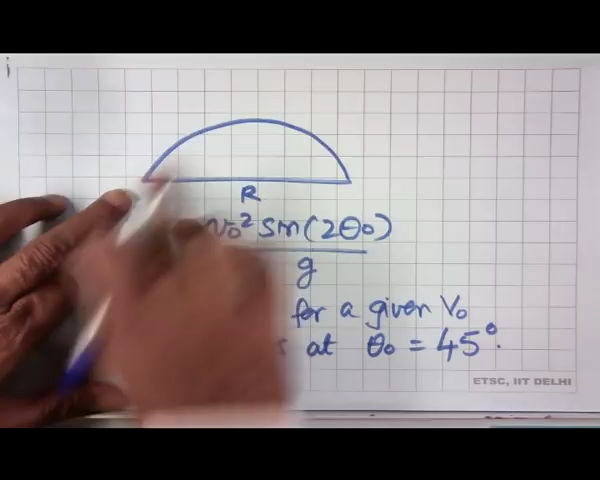 R
v₀² sin(2θ₀)
g
for a given V₀
at θ₀ = 45°.
ETSC, IIT DELHI